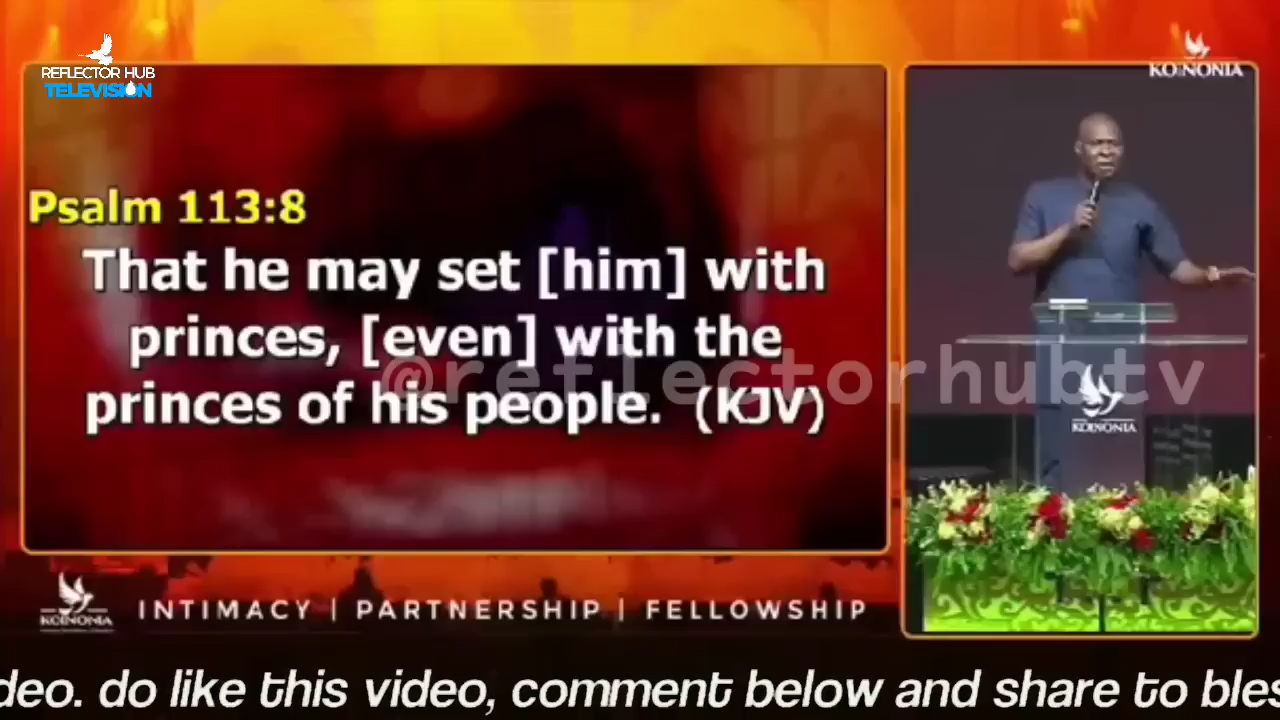 REFLECTOR HUB
TELEVISION
KOINONIA
Psalm 113:8
That he may set [him] with
princes, [even] with the
princes of his people. (KJV)
@reflectorhubtv
KOINONIA
KOINONIA
INTIMACY | PARTNERSHIP | FELLOWSHIP
deo. do like this video, comment below and share to bles